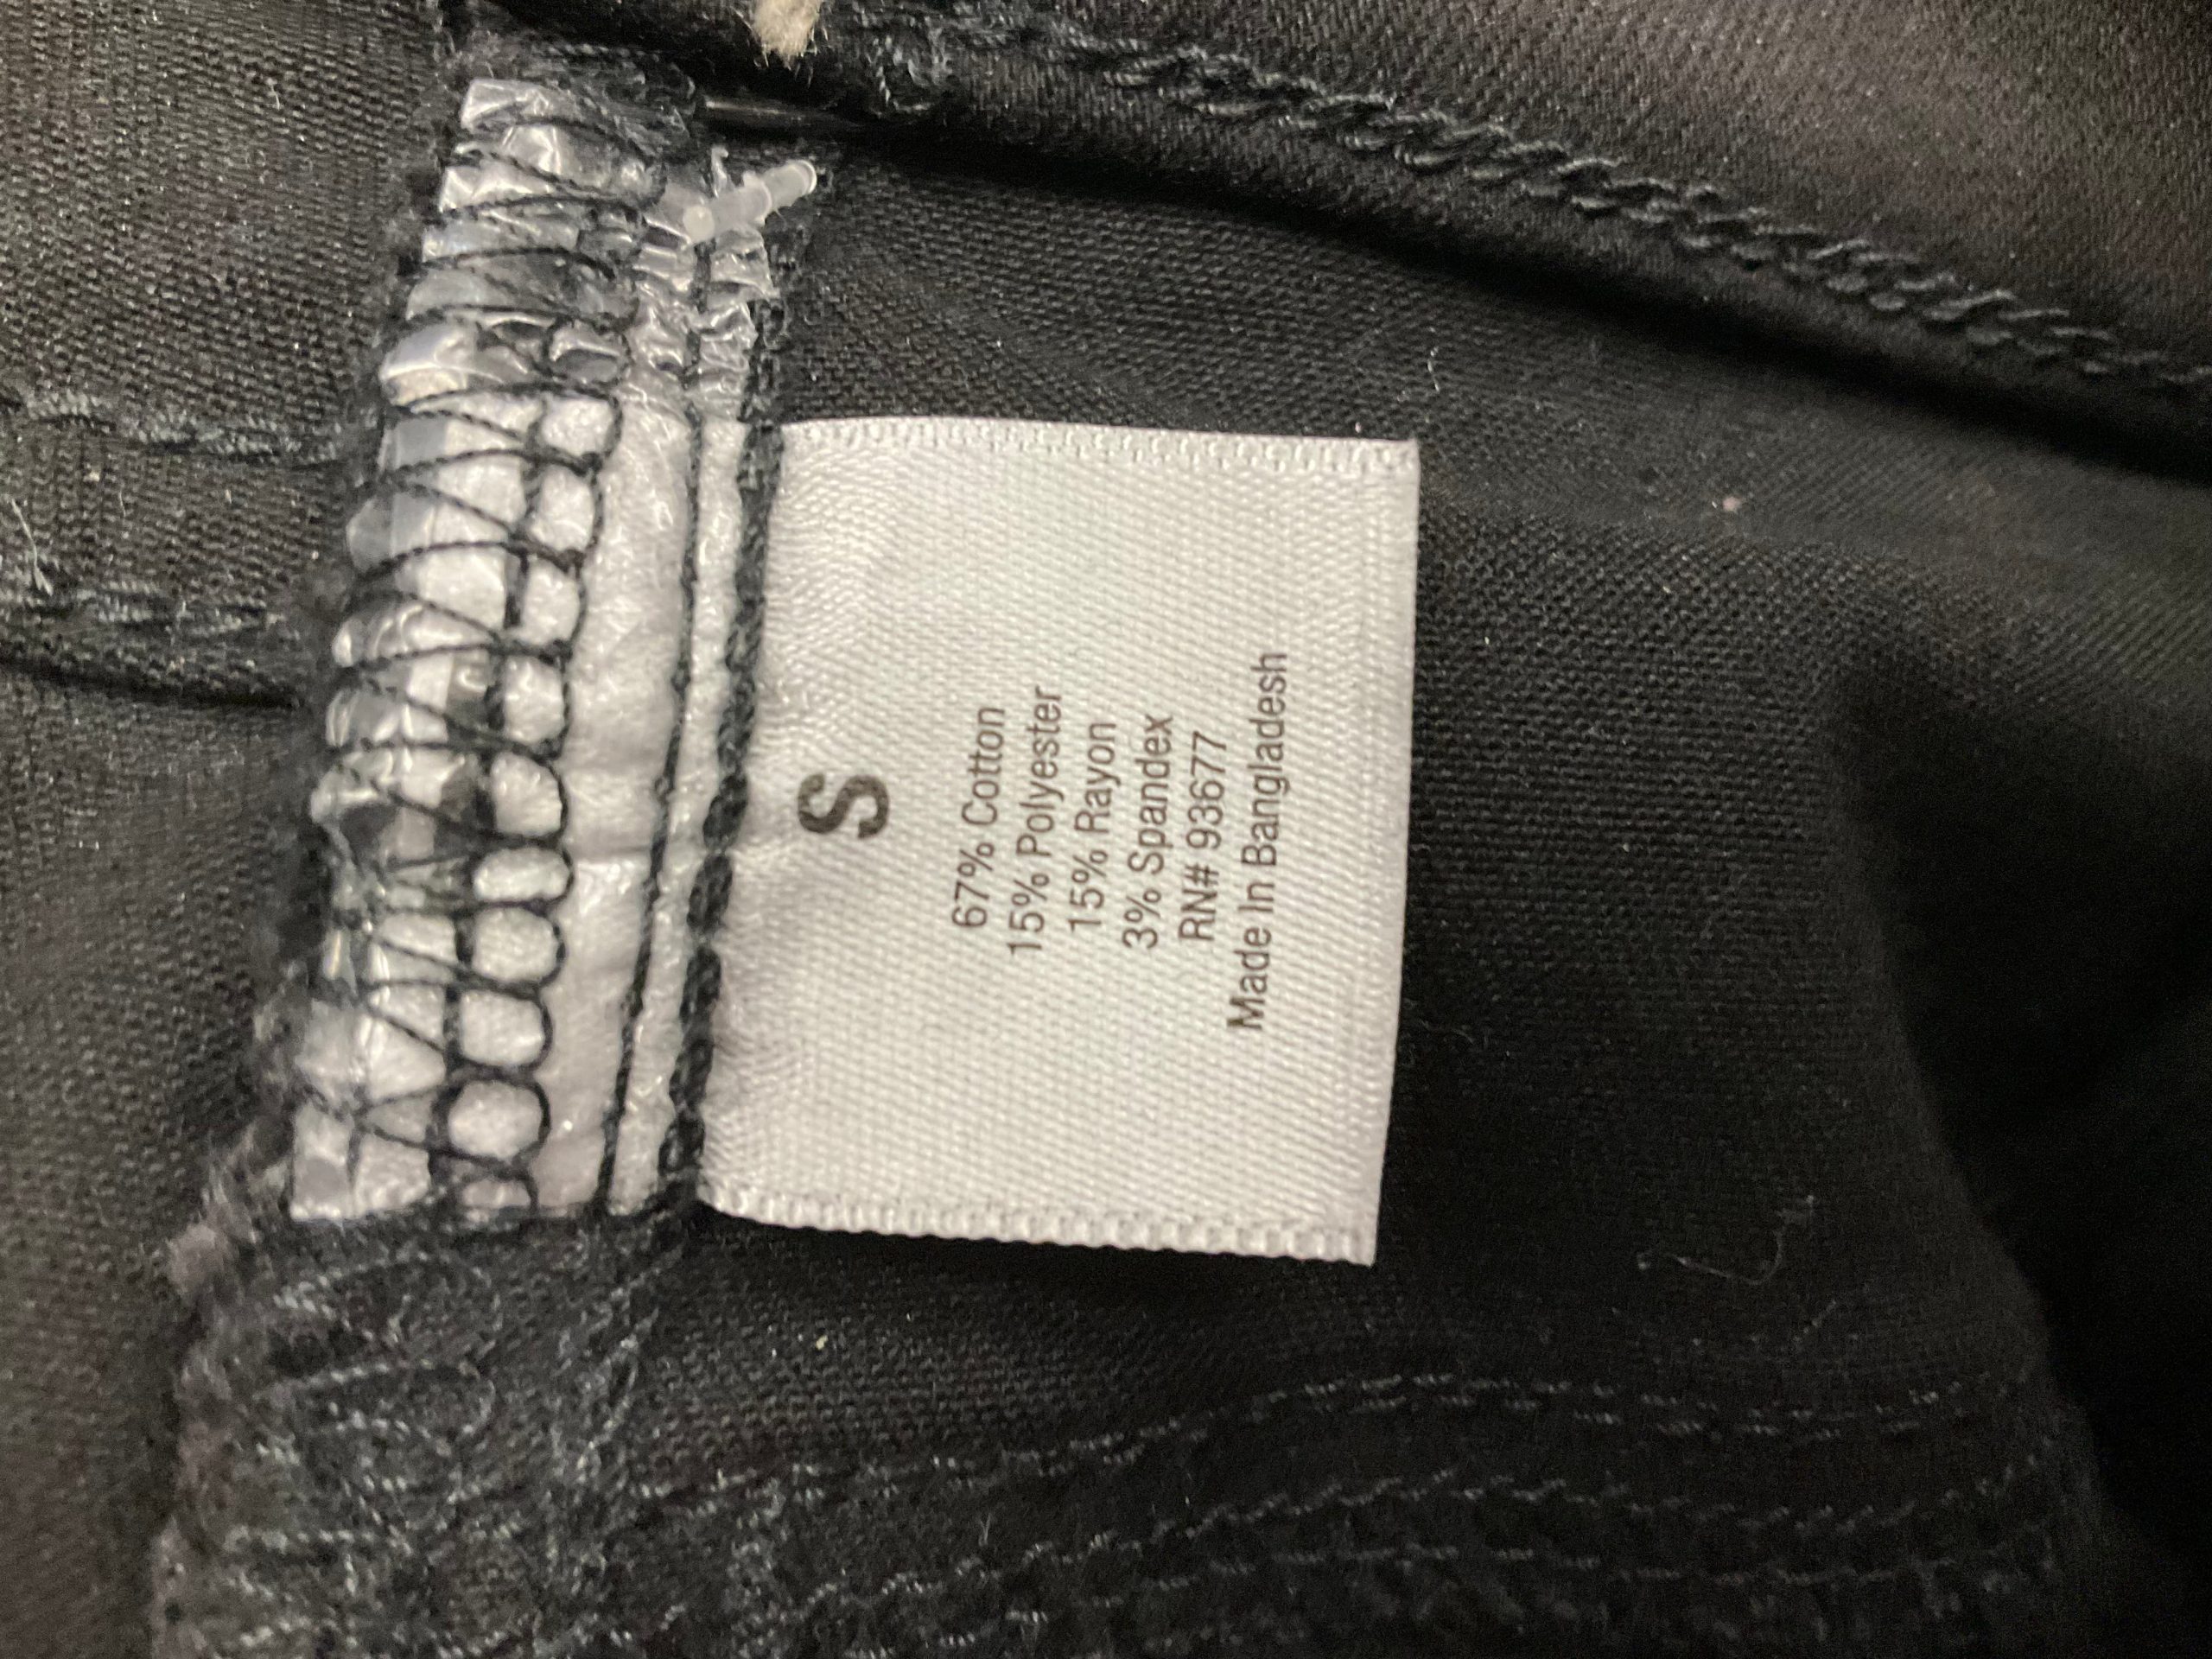 S
67% Cotton
15% Polyester
15% Rayon
3% Spandex
RN# 93677
Made In Bangladesh